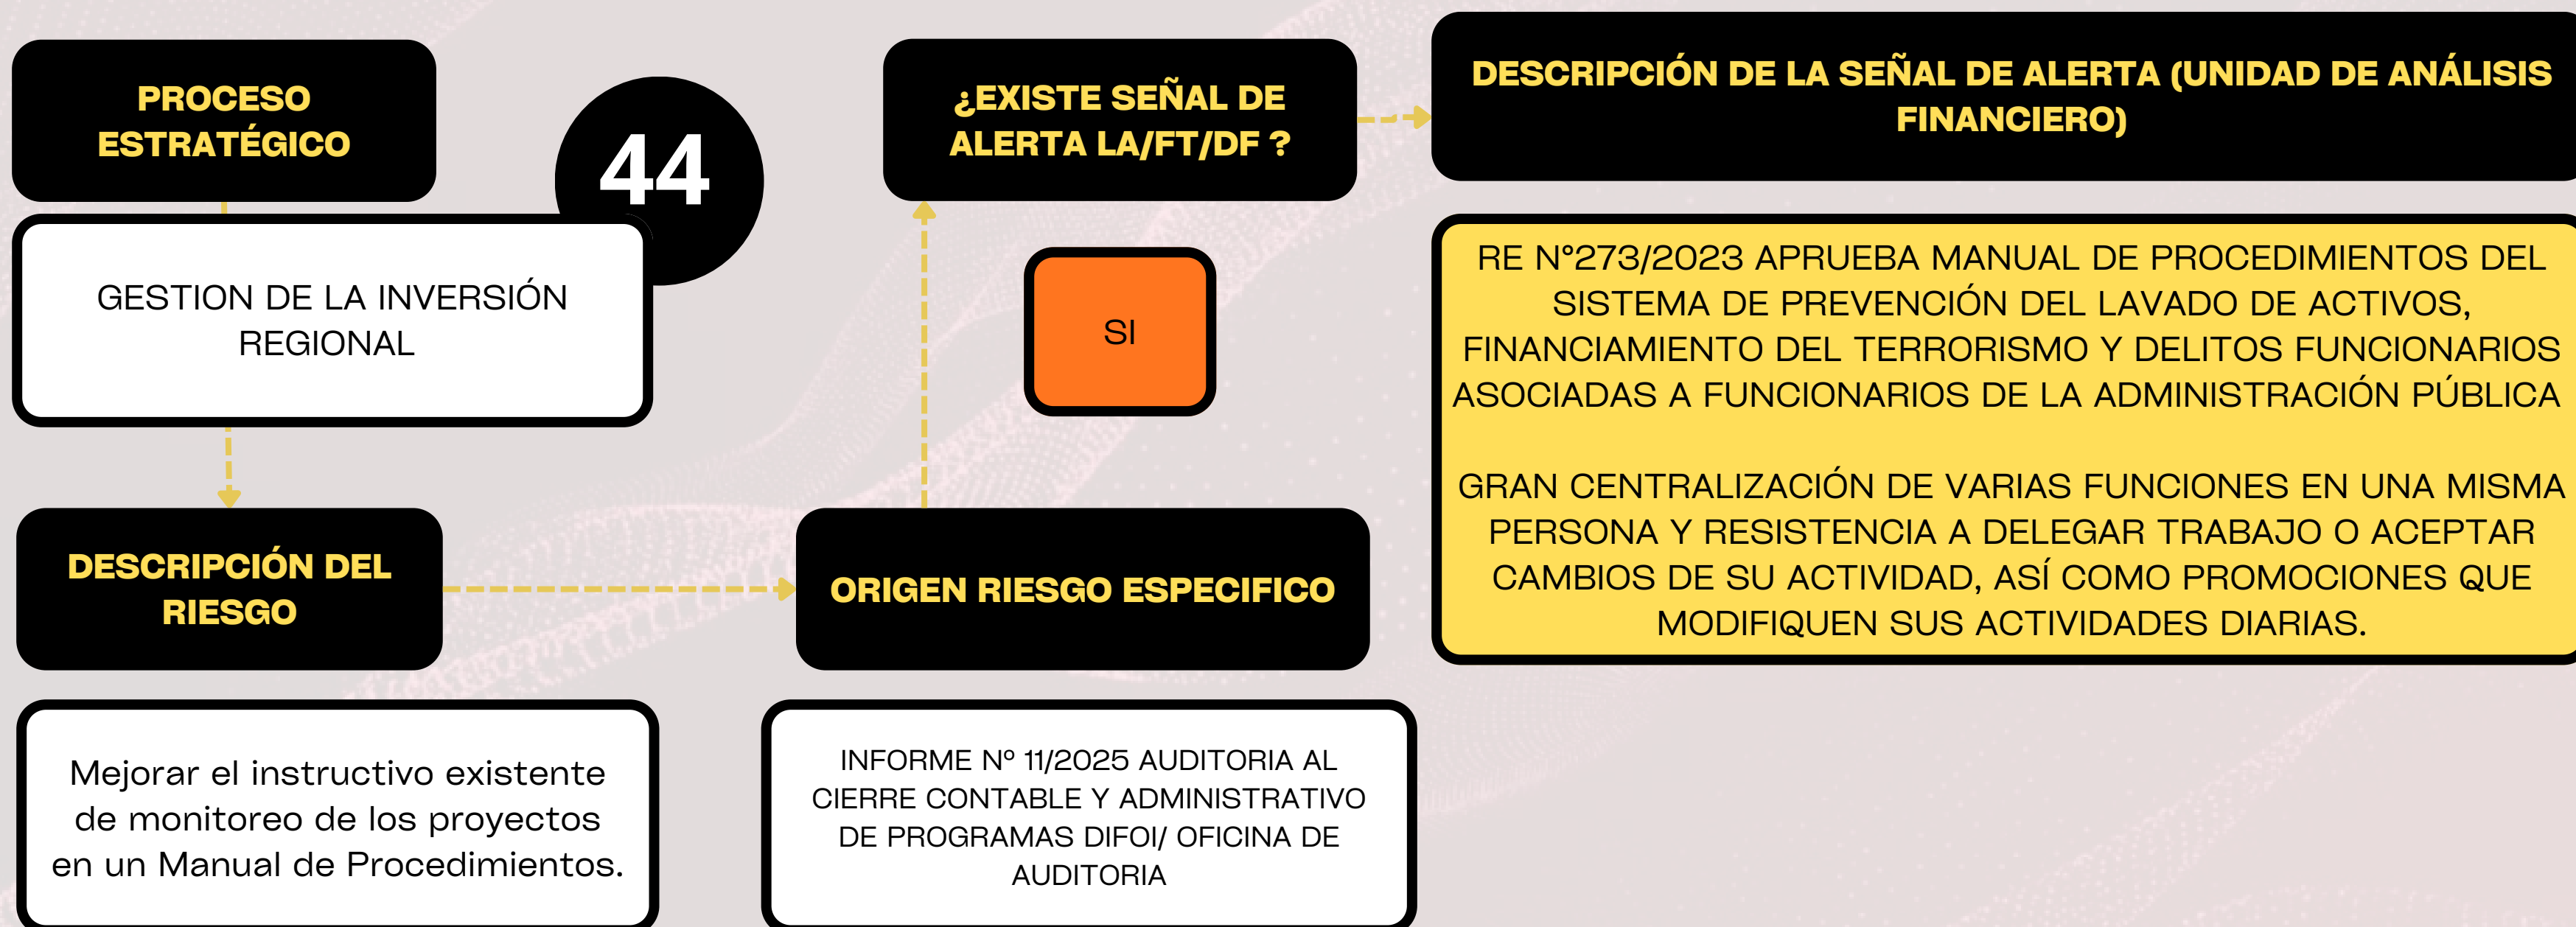 PROCESO
ESTRATÉGICO
44
GESTION DE LA INVERSIÓN
REGIONAL
DESCRIPCIÓN DEL
RIESGO
Mejorar el instructivo existente
de monitoreo de los proyectos
en un Manual de Procedimientos.
ORIGEN RIESGO ESPECIFICO
INFORME Nº 11/2025 AUDITORIA AL
CIERRE CONTABLE Y ADMINISTRATIVO
DE PROGRAMAS DIFOI/ OFICINA DE
AUDITORIA
¿EXISTE SEÑAL DE
ALERTA LA/FT/DF ?
SI
DESCRIPCIÓN DE LA SEÑAL DE ALERTA (UNIDAD DE ANÁLISIS
FINANCIERO)
RE N°273/2023 APRUEBA MANUAL DE PROCEDIMIENTOS DEL
SISTEMA DE PREVENCIÓN DEL LAVADO DE ACTIVOS,
FINANCIAMIENTO DEL TERRORISMO Y DELITOS FUNCIONARIOS
ASOCIADAS A FUNCIONARIOS DE LA ADMINISTRACIÓN PÚBLICA
GRAN CENTRALIZACIÓN DE VARIAS FUNCIONES EN UNA MISMA
PERSONA Y RESISTENCIA A DELEGAR TRABAJO O ACEPTAR
CAMBIOS DE SU ACTIVIDAD, ASÍ COMO PROMOCIONES QUE
MODIFIQUEN SUS ACTIVIDADES DIARIAS.